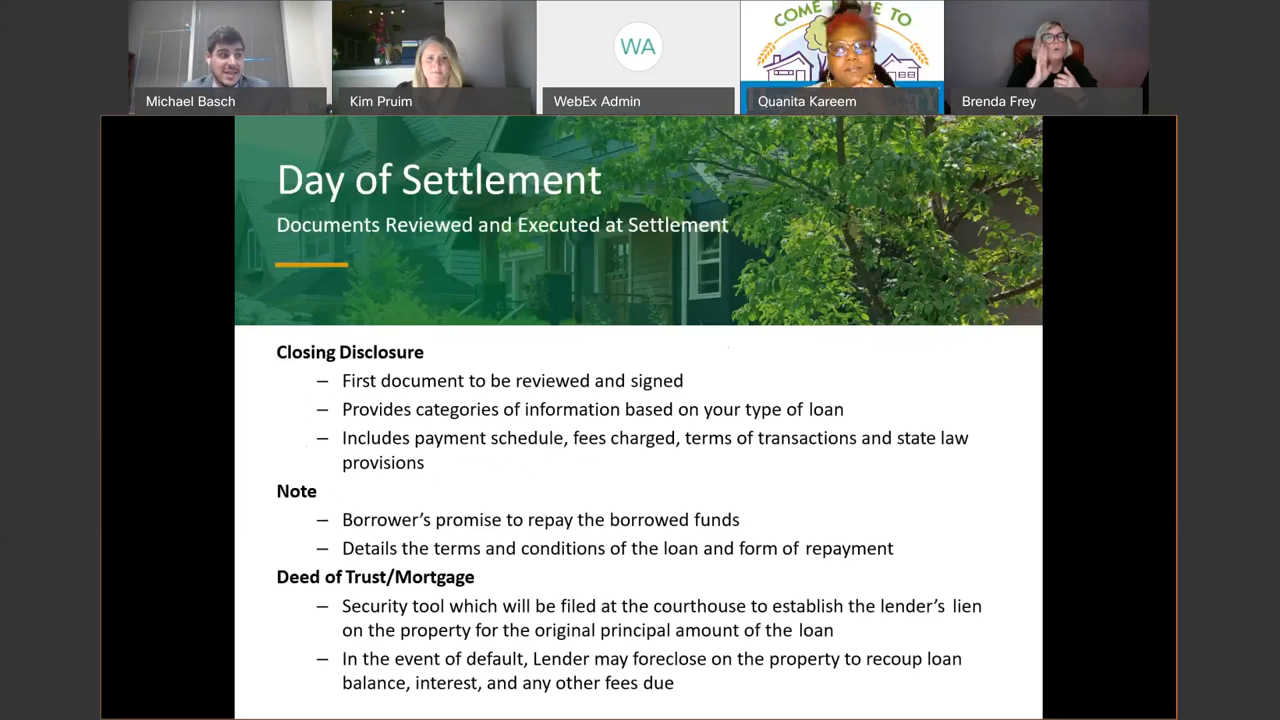 COME HOME TO
WA
Michael Basch
Kim Pruim
WebEx Admin
Quanita Kareem
Brenda Frey
Day of Settlement
Documents Reviewed and Executed at Settlement
Closing Disclosure
– First document to be reviewed and signed
– Provides categories of information based on your type of loan
– Includes payment schedule, fees charged, terms of transactions and state law
provisions
Note
– Borrower’s promise to repay the borrowed funds
– Details the terms and conditions of the loan and form of repayment
Deed of Trust/Mortgage
– Security tool which will be filed at the courthouse to establish the lender’s lien
on the property for the original principal amount of the loan
– In the event of default, Lender may foreclose on the property to recoup loan
balance, interest, and any other fees due